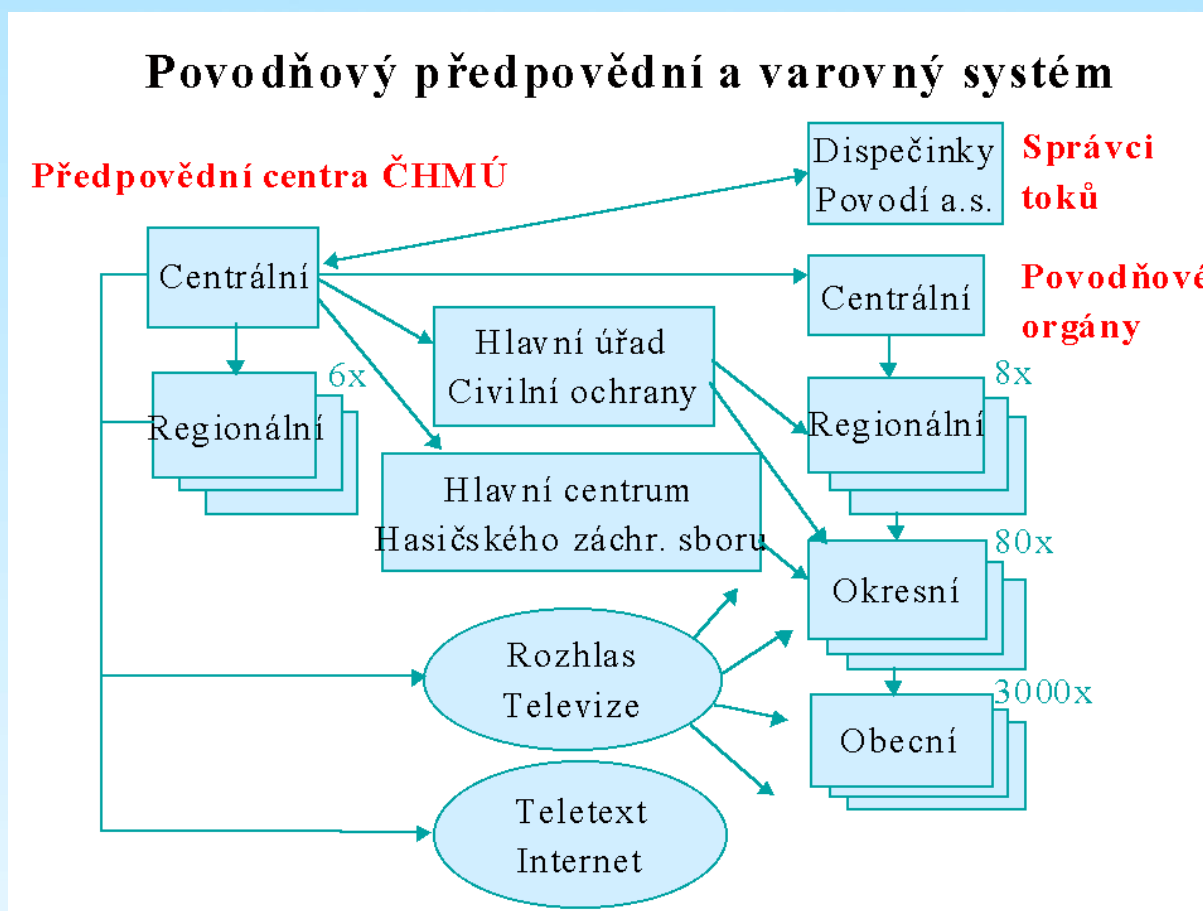 Povodňový předpovědní a varovný systém
Předpovědní centra ČHMÚ
Dispečinky
Povodí a.s.
Správci
toků
Centrální
Centrální
Povodňové
orgány
Hlavní úřad
Civilní ochrany
6x
Regionální
8x
Regionální
Hlavní centrum
Hasičského záchr. sboru
80x
Okresní
Rozhlas
Televize
3000x
Obecní
Teletext
Internet